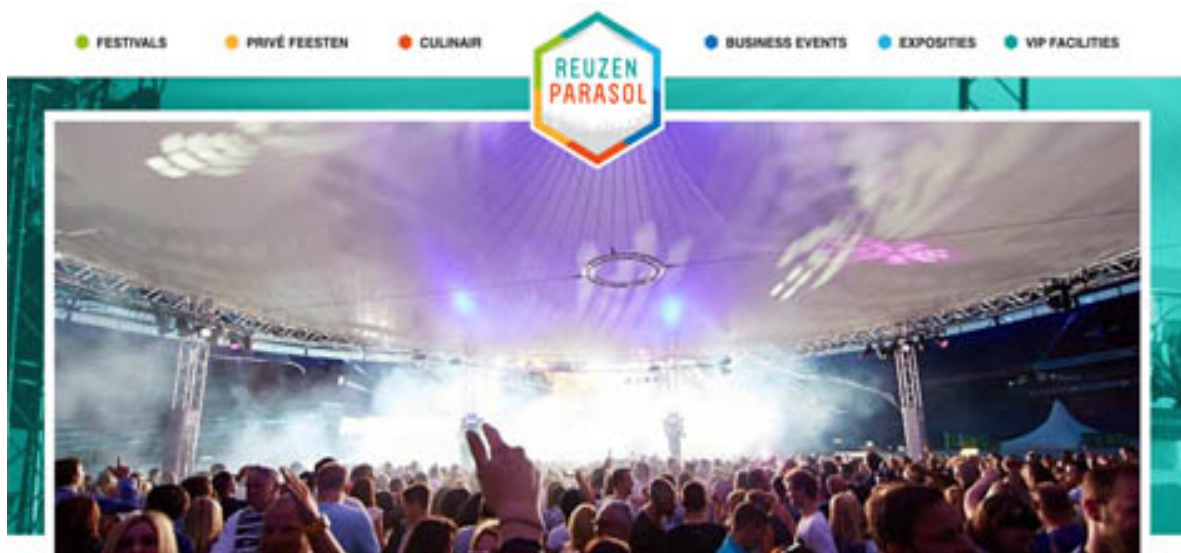 FESTIVALS
PRIVÉ FEESTEN
CULINAIR
REUZEN
PARASOL
BUSINESS EVENTS
EXPOSITIES
VIP FACILITIES